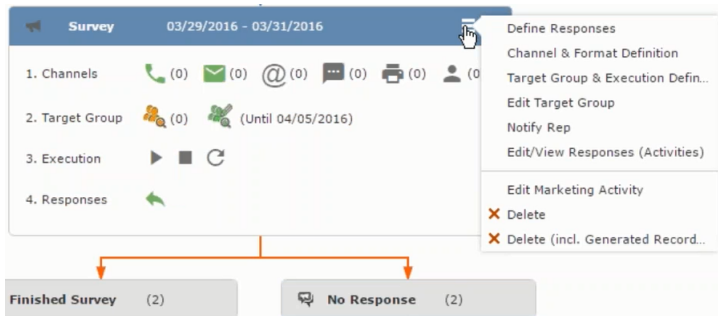 Survey 03/29/2016 - 03/31/2016
1. Channels (0) (0) @ (0) (0) (0) (0
2. Target Group (0) (Until 04/05/2016)
3. Execution
4. Responses
Define Responses
Channel & Format Definition
Target Group & Execution Defin...
Edit Target Group
Notify Rep
Edit/View Responses (Activities)
Edit Marketing Activity
Delete
Delete (incl. Generated Record...
Finished Survey (2)
No Response (2)